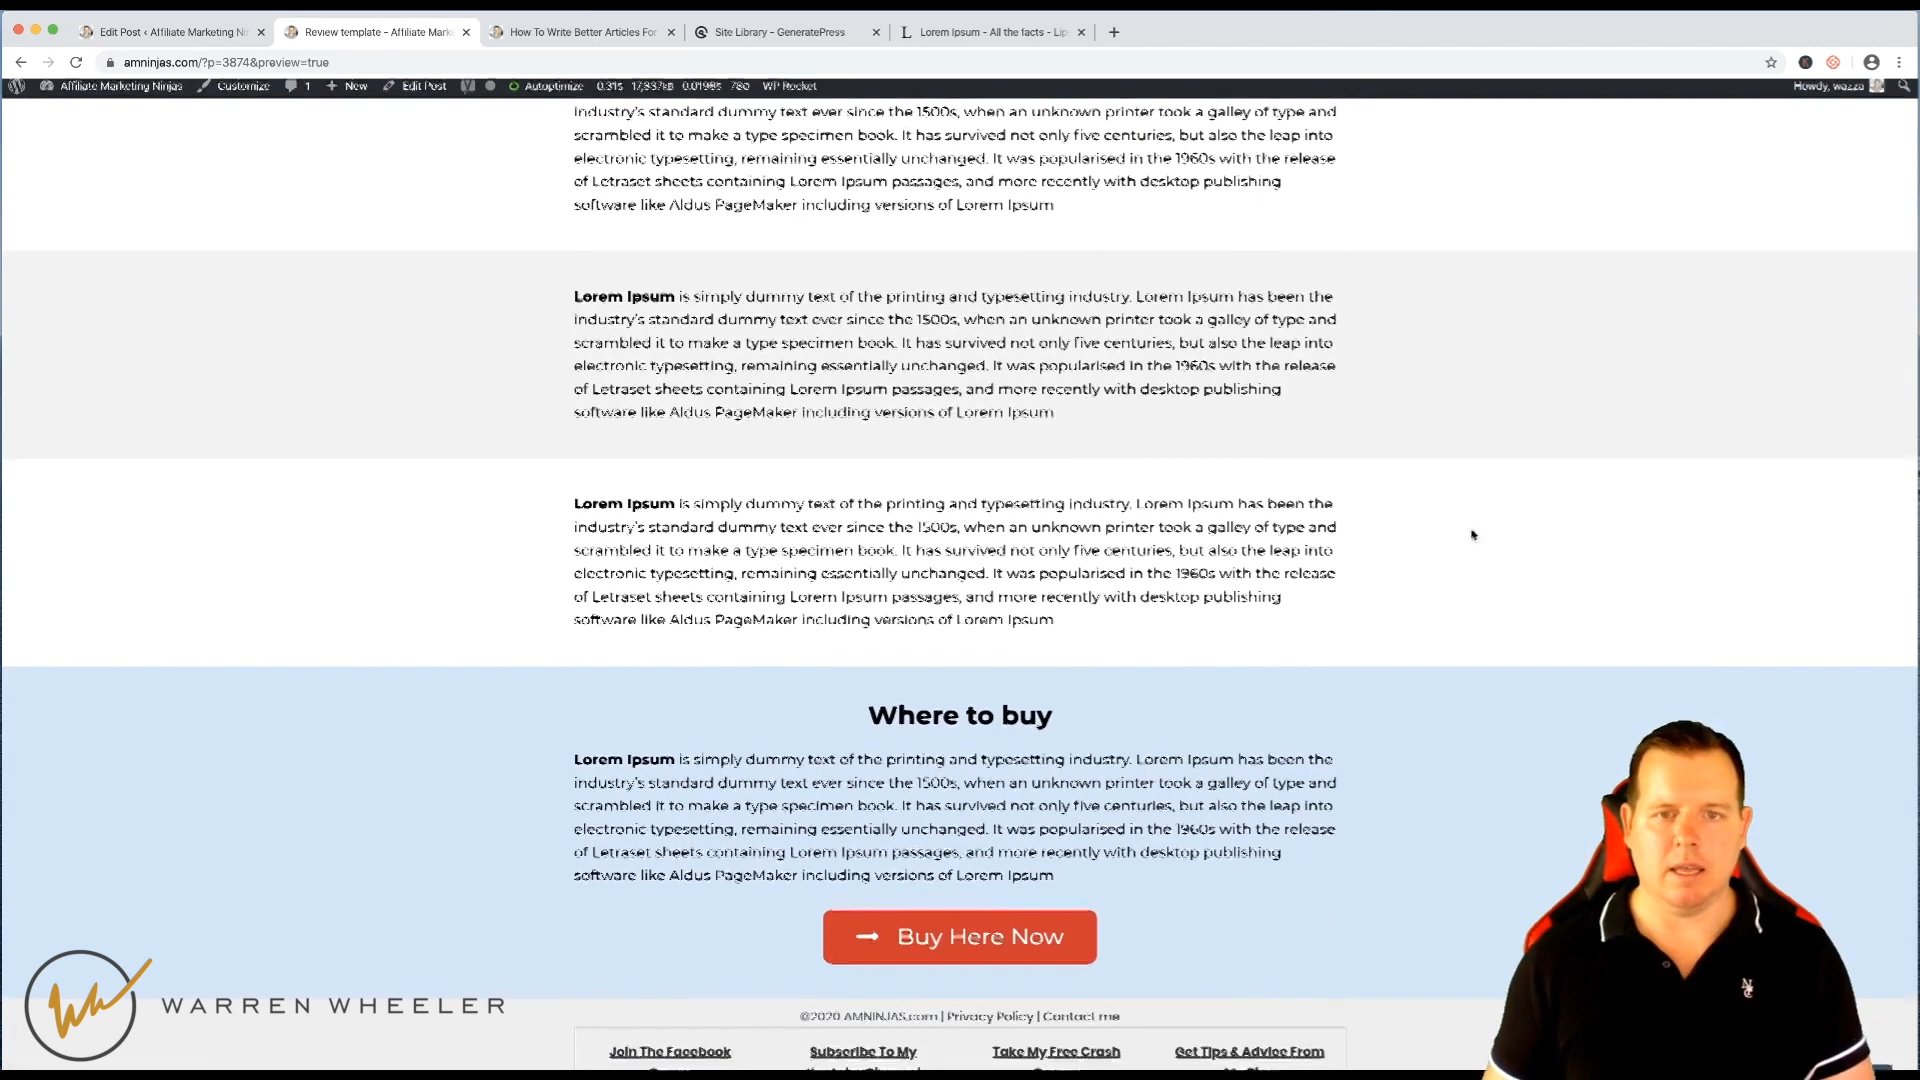 Edit Post ‹ Affiliate Marketing Nin
Review template – Affiliate Mark
How To Write Better Articles For
Site Library – GeneratePress
Lorem Ipsum - All the facts - Lip
amninjas.com/?p=3874&preview=true
Affiliate Marketing Ninjas Customize 1 New Edit Post Autoptimize 0.31s WP Rocket Howdy, wazza
industry's standard dummy text ever since the 1500s, when an unknown printer took a galley of type and
scrambled it to make a type specimen book. It has survived not only five centuries, but also the leap into
electronic typesetting, remaining essentially unchanged. It was popularised in the 1960s with the release
of Letraset sheets containing Lorem Ipsum passages, and more recently with desktop publishing
software like Aldus PageMaker including versions of Lorem Ipsum
Lorem Ipsum is simply dummy text of the printing and typesetting industry. Lorem Ipsum has been the
industry's standard dummy text ever since the 1500s, when an unknown printer took a galley of type and
scrambled it to make a type specimen book. It has survived not only five centuries, but also the leap into
electronic typesetting, remaining essentially unchanged. It was popularised in the 1960s with the release
of Letraset sheets containing Lorem Ipsum passages, and more recently with desktop publishing
software like Aldus PageMaker including versions of Lorem Ipsum
Lorem Ipsum is simply dummy text of the printing and typesetting industry. Lorem Ipsum has been the
industry's standard dummy text ever since the 1500s, when an unknown printer took a galley of type and
scrambled it to make a type specimen book. It has survived not only five centuries, but also the leap into
electronic typesetting, remaining essentially unchanged. It was popularised in the 1960s with the release
of Letraset sheets containing Lorem Ipsum passages, and more recently with desktop publishing
software like Aldus PageMaker including versions of Lorem Ipsum
Where to buy
Lorem Ipsum is simply dummy text of the printing and typesetting industry. Lorem Ipsum has been the
industry's standard dummy text ever since the 1500s, when an unknown printer took a galley of type and
scrambled it to make a type specimen book. It has survived not only five centuries, but also the leap into
electronic typesetting, remaining essentially unchanged. It was popularised in the 1960s with the release
of Letraset sheets containing Lorem Ipsum passages, and more recently with desktop publishing
software like Aldus PageMaker including versions of Lorem Ipsum
Buy Here Now
WARREN WHEELER
©2020 AMNINJAS.com | Privacy Policy | Contact me
Join The Facebook
Subscribe To My
Take My Free Crash
Get Tips & Advice From